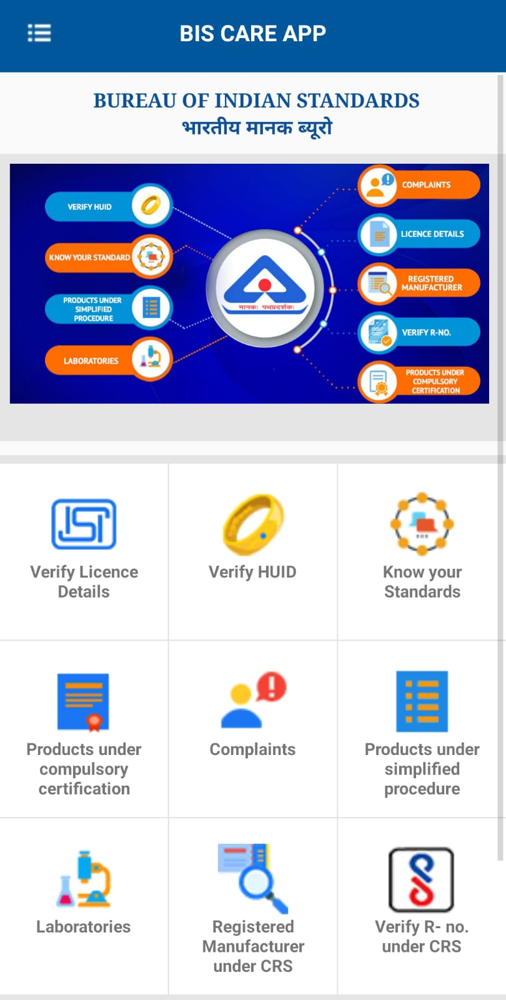 BIS CARE APP
BUREAU OF INDIAN STANDARDS
भारतीय मानक ब्यूरो
VERIFY HUID
KNOW YOUR STANDARD
PRODUCTS UNDER
SIMPLIFIED
PROCEDURE
LABORATORIES
मानकः पथप्रदर्शकः
COMPLAINTS
LICENCE DETAILS
REGISTERED
MANUFACTURER
VERIFY R-NO.
PRODUCTS UNDER
COMPULSORY
CERTIFICATION
ISI
Verify Licence
Details
Verify HUID
Know your
Standards
Products under
compulsory
certification
Complaints
Products under
simplified
procedure
Laboratories
Registered
Manufacturer
under CRS
Verify R- no.
under CRS